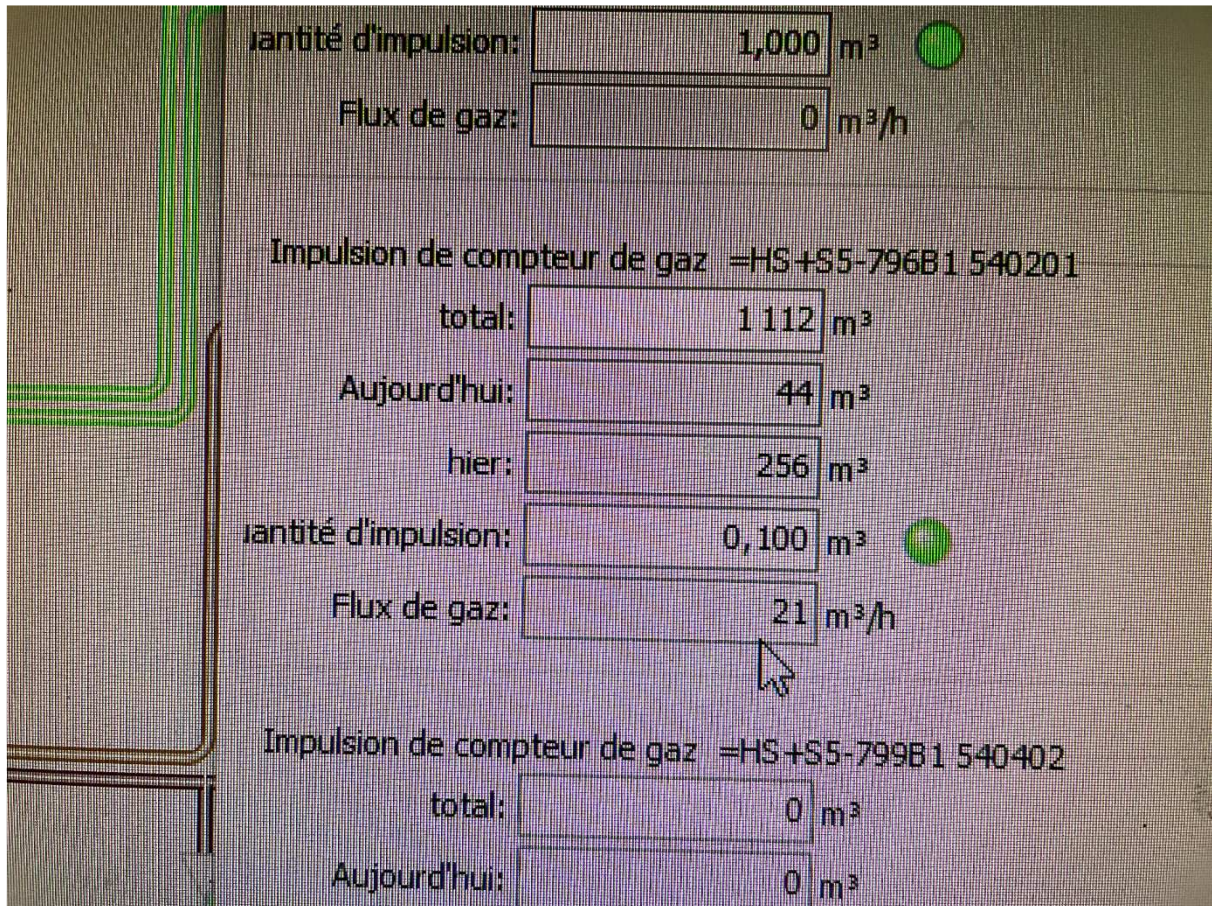 uantité d'impulsion: 1,000 m³
Flux de gaz: 0 m³/h
Impulsion de compteur de gaz =HS+S5-796B1 540201
total: 1 112 m³
Aujourd'hui: 44 m³
hier: 256 m³
uantité d'impulsion: 0,100 m³
Flux de gaz: 21 m³/h
Impulsion de compteur de gaz =HS+S5-799B1 540402
total: 0 m³
Aujourd'hui: 0 m³